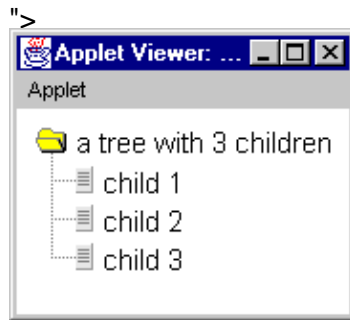 ">
Applet Viewer: ...
Applet
a tree with 3 children
child 1
child 2
child 3